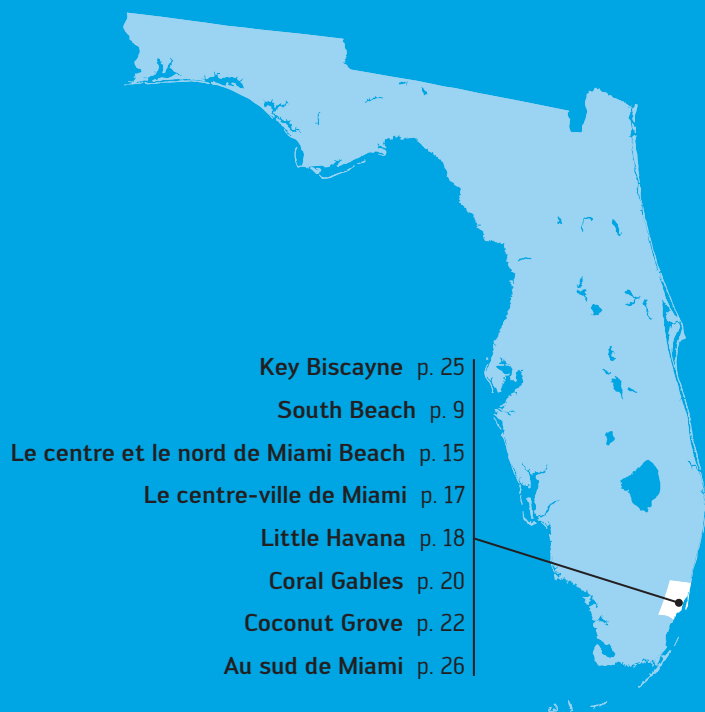 Key Biscayne p. 25
South Beach p. 9
Le centre et le nord de Miami Beach p. 15
Le centre-ville de Miami p. 17
Little Havana p. 18
Coral Gables p. 20
Coconut Grove p. 22
Au sud de Miami p. 26